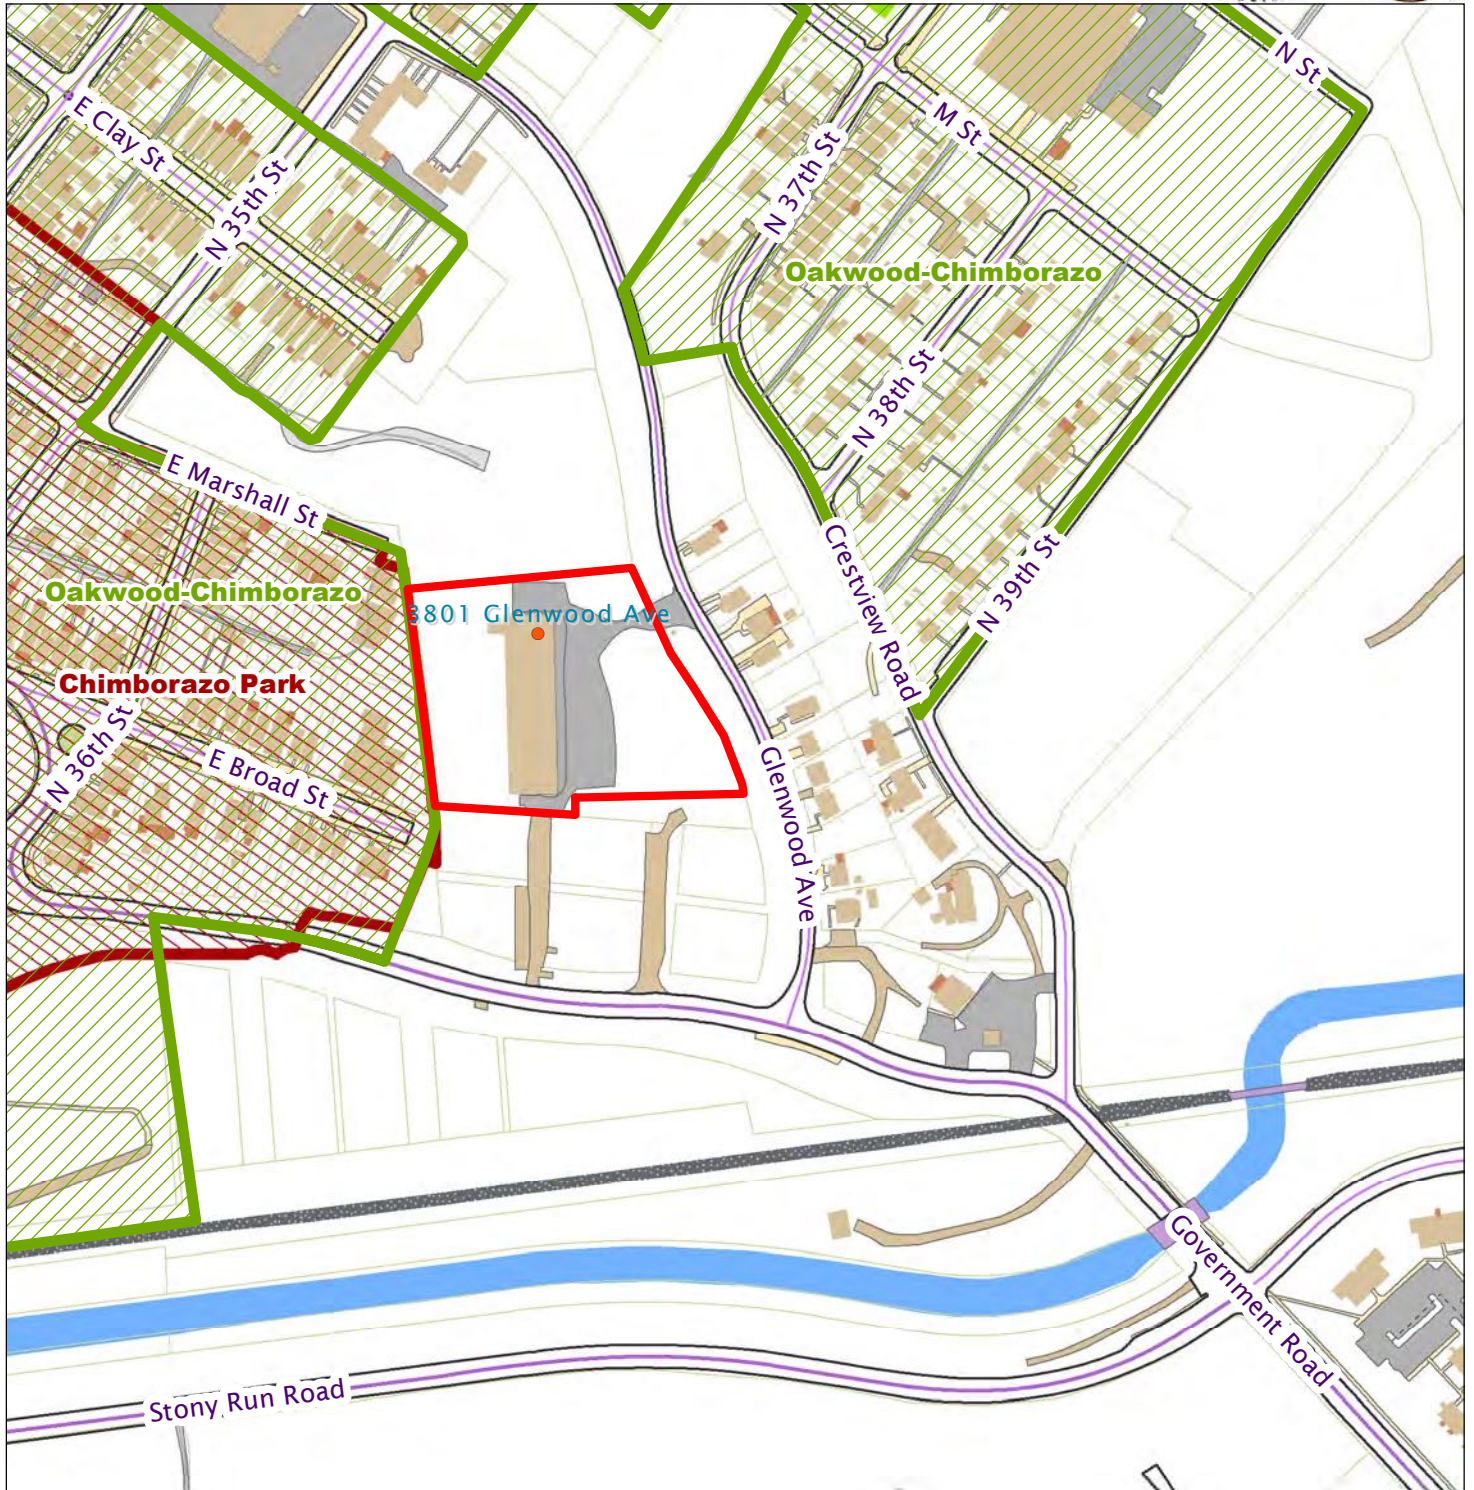 N St
E Clay St
M St
N 35th St
N 37th St
Oakwood-Chimborazo
N 38th St
E Marshall St
Crestview Road
N 39th St
Oakwood-Chimborazo
3801 Glenwood Ave
Chimborazo Park
N 36th St
E Broad St
Glenwood Ave
Government Road
Stony Run Road